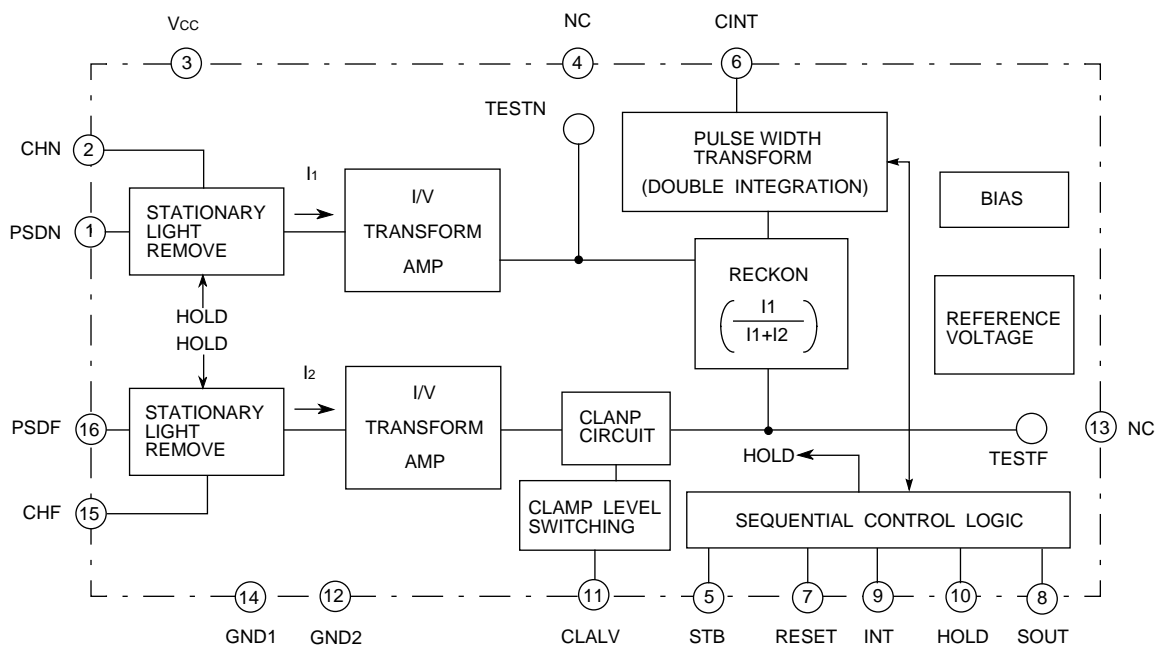 Vcc
3
NC
4
CINT
6
TESTN
PULSE WIDTH
TRANSFORM
(DOUBLE INTEGRATION)
CHN
2
PSDN
1
STATIONARY
LIGHT
REMOVE
I1
I/V
TRANSFORM
AMP
BIAS
RECKON
I1
I1+I2
REFERENCE
VOLTAGE
HOLD
HOLD
PSDF
16
STATIONARY
LIGHT
REMOVE
I2
I/V
TRANSFORM
AMP
CLANP
CIRCUIT
HOLD
TESTF
13
NC
CHF
15
CLAMP LEVEL
SWITCHING
SEQUENTIAL CONTROL LOGIC
14
GND1
12
GND2
11
CLALV
5
STB
7
RESET
9
INT
10
HOLD
8
SOUT